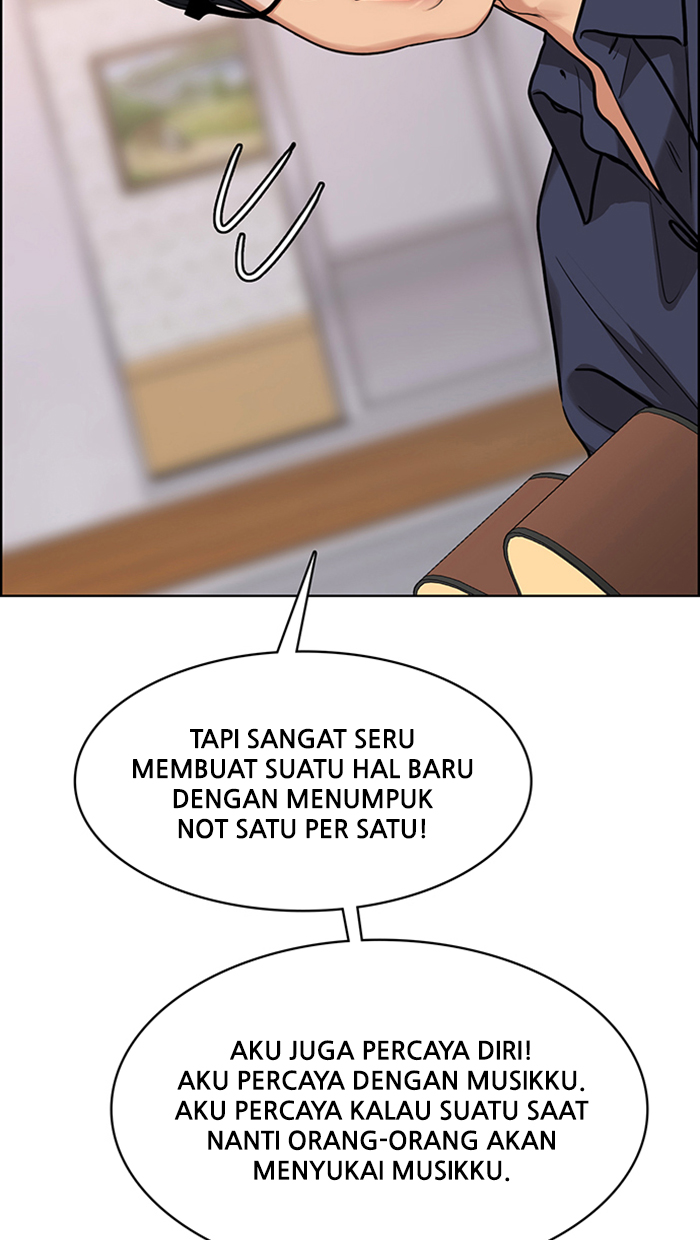 TAPI SANGAT SERU
MEMBUAT SUATU HAL BARU
DENGAN MENUMPUK
NOT SATU PER SATU!
AKU JUGA PERCAYA DIRI!
AKU PERCAYA DENGAN MUSIKKU.
AKU PERCAYA KALAU SUATU SAAT
NANTI ORANG-ORANG AKAN
MENYUKAI MUSIKKU.